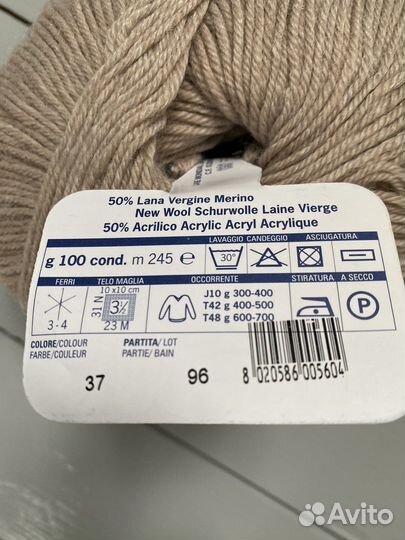 50% Lana Vergine Merino
New Wool Schurwolle Laine Vierge
50% Acrilico Acrylic Acryl Acrylique
LAVAGGIO CANDEGGIO ASCIUGATURA
g 100 cond. m 245 ℮ 30°
FERRI TELO MAGLIA OCCORRENTE STIRATURA A SECCO
10 x 10 cm
3-4 31 N 3½ 23 M
J10 g 300-400
T42 g 400-500
T48 g 600-700
P
COLORE/COLOUR
FARBE/COULEUR
PARTITA/LOT
PARTIE/BAIN
37 96
8 020586 005604
Avito